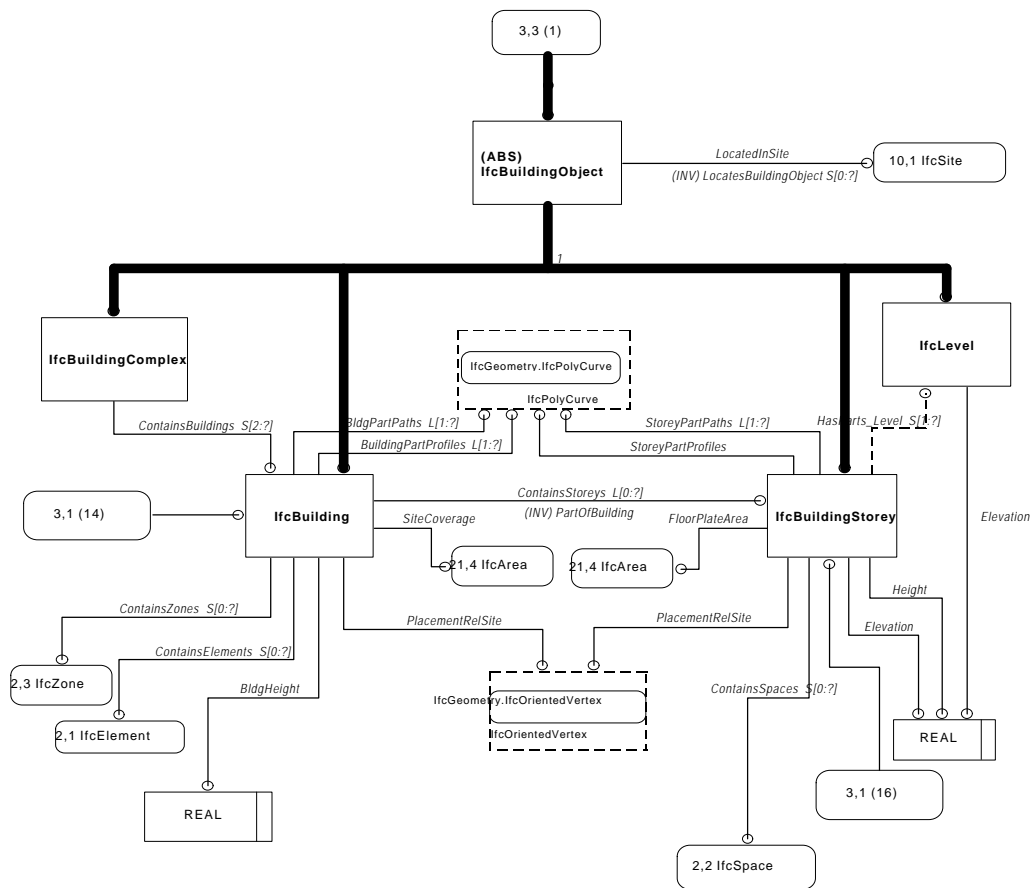 3,3 (1)
(ABS)
IfcBuildingObject
LocatedInSite
(INV) LocatesBuildingObject S[0:?]
10,1 IfcSite
1
IfcBuildingComplex
IfcGeometry.IfcPolyCurve
IfcPolyCurve
IfcLevel
ContainsBuildings S[2:?]
BldgPartPaths L[1:?]
StoreyPartPaths L[1:?]
HasParts_Level S[1:?]
BuildingPartProfiles L[1:?]
StoreyPartProfiles
3,1 (14)
IfcBuilding
ContainsStoreys L[0:?]
(INV) PartOfBuilding
IfcBuildingStorey
SiteCoverage
FloorPlateArea
Elevation
21,4 IfcArea
21,4 IfcArea
Height
ContainsZones S[0:?]
PlacementRelSite
PlacementRelSite
Elevation
ContainsElements S[0:?]
2,3 IfcZone
BldgHeight
IfcGeometry.IfcOrientedVertex
ContainsSpaces S[0:?]
2,1 IfcElement
IfcOrientedVertex
REAL
REAL
3,1 (16)
2,2 IfcSpace